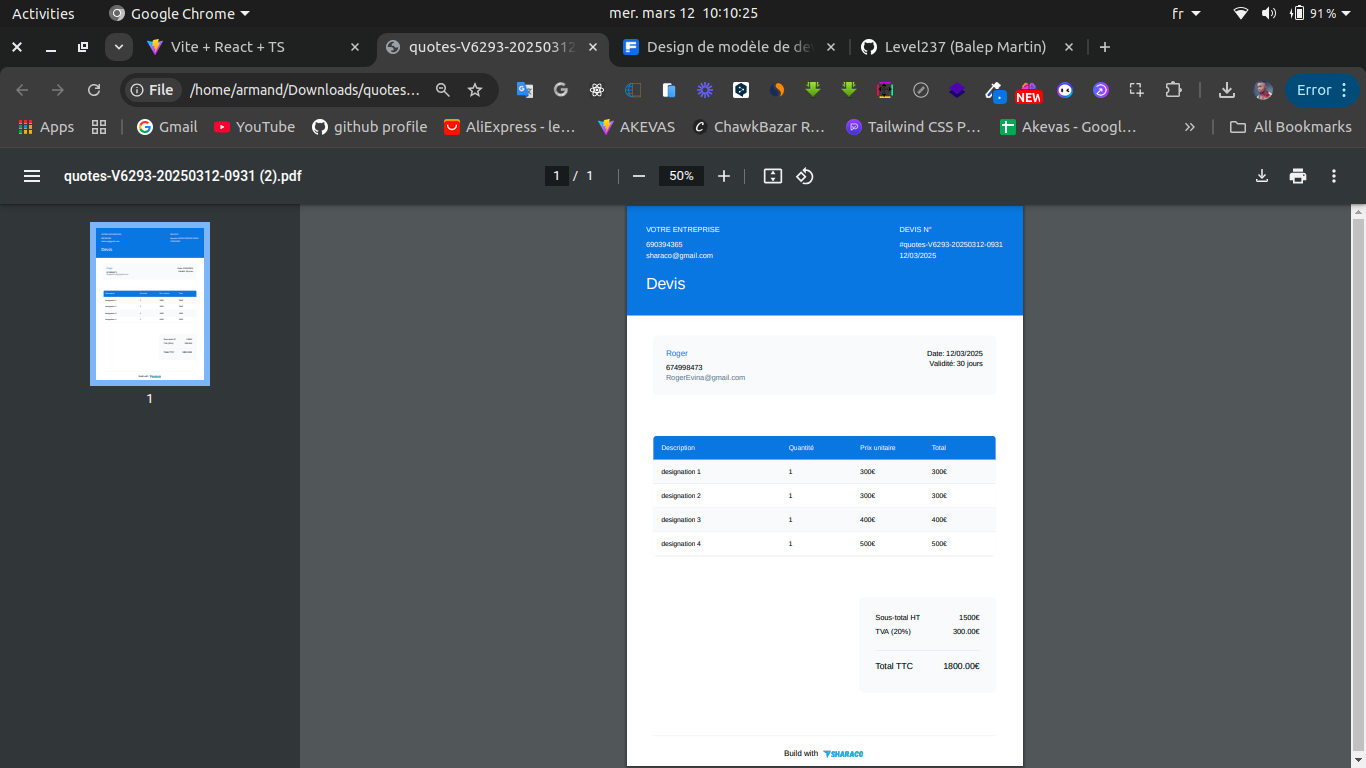 Activities
Google Chrome
mer. mars 12 10:10:25
fr
91%
Vite + React + TS
quotes-V6293-20250312
Design de modèle de de
Level237 (Balep Martin)
File
/home/armand/Downloads/quotes...
NEW
Error
Apps
Gmail
YouTube
github profile
AliExpress - le...
AKEVAS
ChawkBazar R...
Tailwind CSS P...
Akevas - Googl...
»
All Bookmarks
quotes-V6293-20250312-0931 (2).pdf
1 / 1
50%
1
VOTRE ENTREPRISE
690394365
sharaco@gmail.com
DEVIS N°
#quotes-V6293-20250312-0931
12/03/2025
Devis
Roger
674998473
RogerEvina@gmail.com
Date: 12/03/2025
Validité: 30 jours
Description Quantité Prix unitaire Total
designation 1 1 300€ 300€
designation 2 1 300€ 300€
designation 3 1 400€ 400€
designation 4 1 500€ 500€
Sous-total HT 1500€
TVA (20%) 300.00€
Total TTC 1800.00€
Build with SHARACO